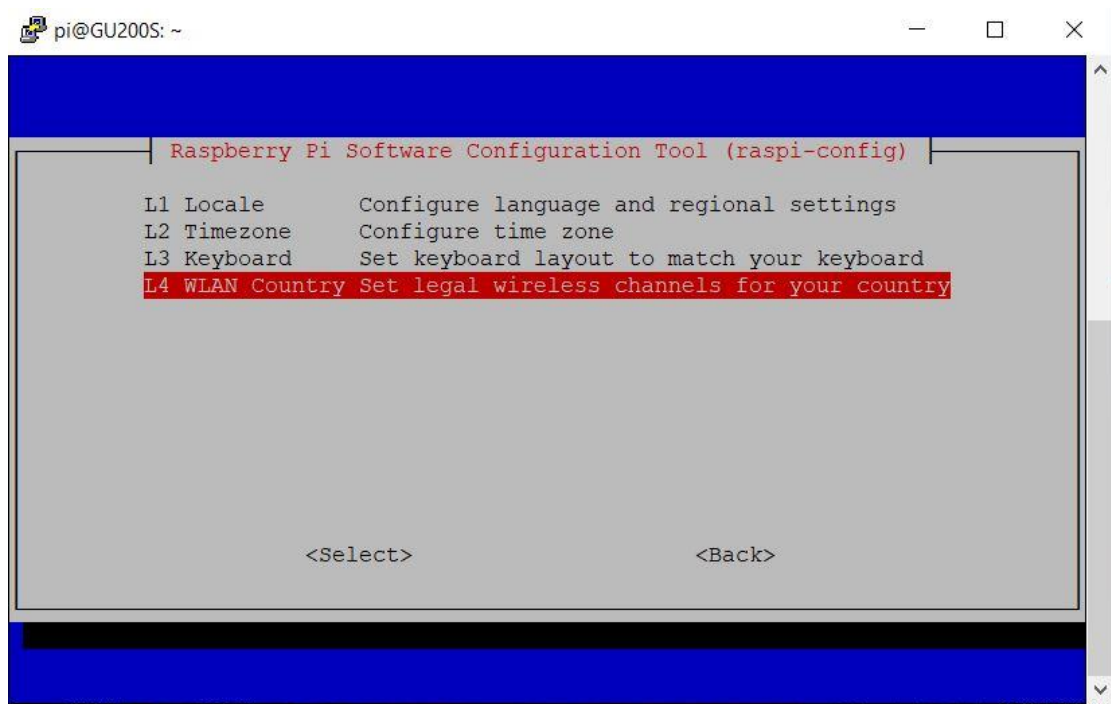 pi@GU200S: ~
Raspberry Pi Software Configuration Tool (raspi-config)
L1 Locale Configure language and regional settings
L2 Timezone Configure time zone
L3 Keyboard Set keyboard layout to match your keyboard
L4 WLAN Country Set legal wireless channels for your country
<Select> <Back>